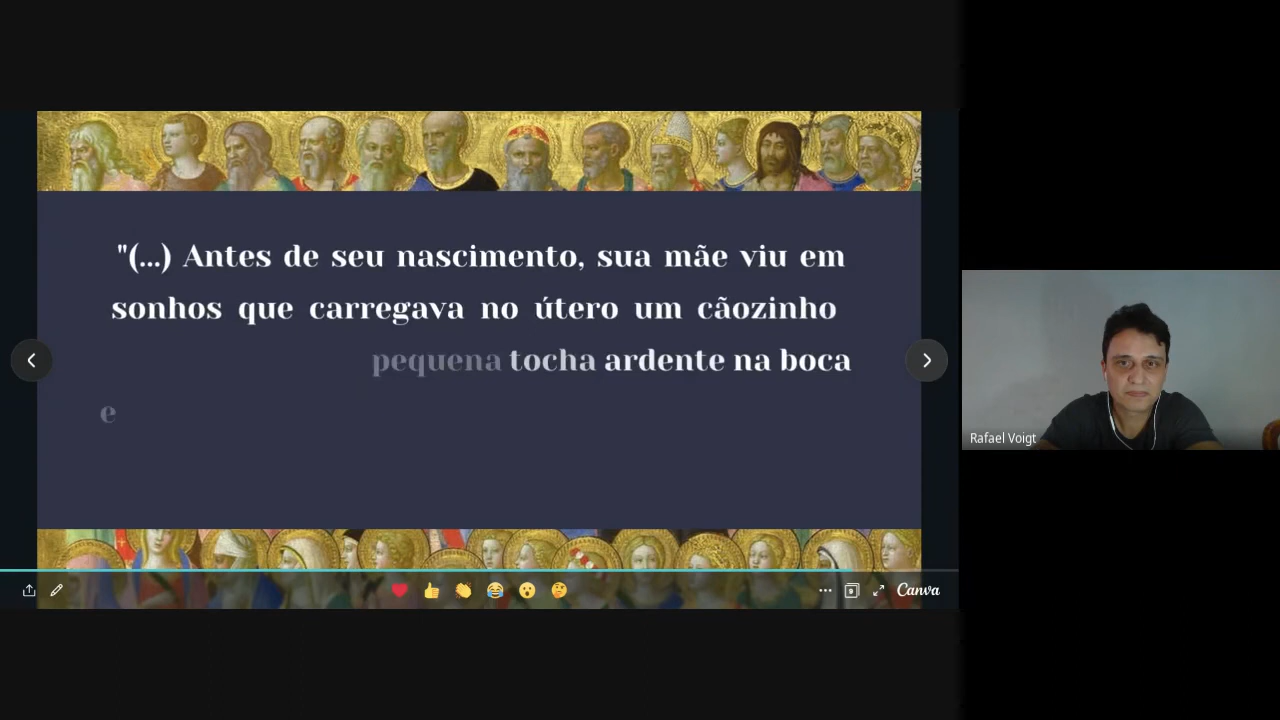 "(...) Antes de seu nascimento, sua mãe viu em
sonhos que carregava no útero um cãozinho
pequena tocha ardente na boca
e
Rafael Voigt
Canva